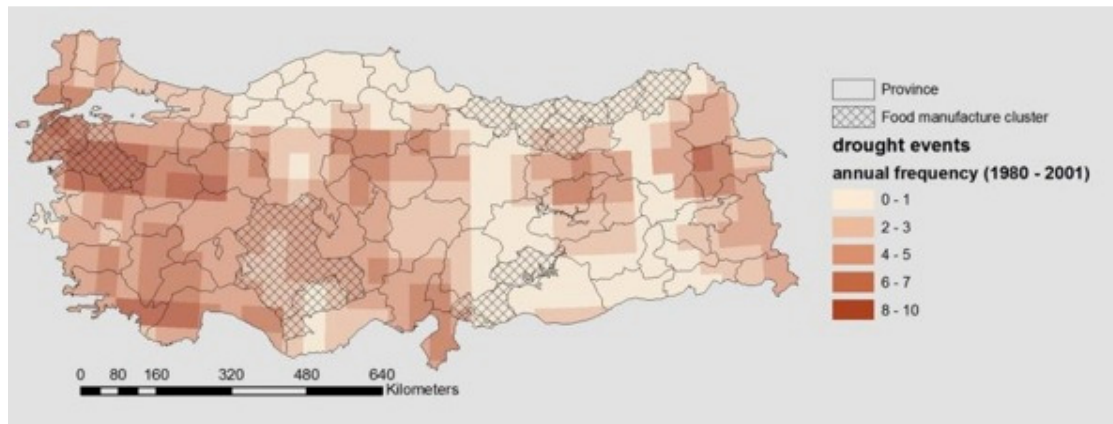 Province
Food manufacture cluster
drought events
annual frequency (1980 - 2001)
0 - 1
2 - 3
4 - 5
6 - 7
8 - 10
0 80 160 320 480 640
Kilometers